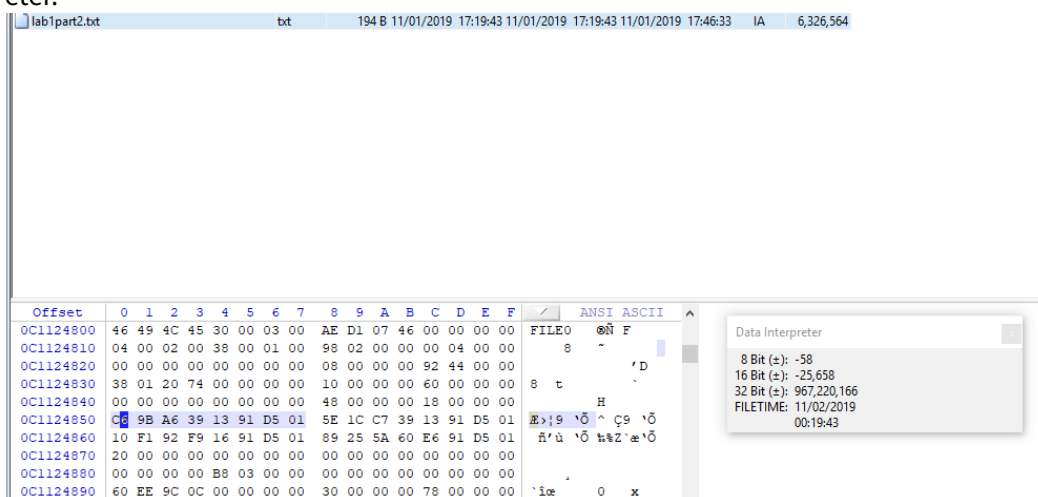 lab1part2.txt txt 194 B 11/01/2019 17:19:43 11/01/2019 17:19:43 11/01/2019 17:46:33 IA 6,326,564
Offset 0 1 2 3 4 5 6 7 8 9 A B C D E F ANSI ASCII
0C1124800 46 49 4C 45 30 00 03 00 AE D1 07 46 00 00 00 00 FILE0 ®Ñ F
0C1124810 04 00 02 00 38 00 01 00 98 02 00 00 00 04 00 00 8 ˜
0C1124820 00 00 00 00 00 00 00 00 08 00 00 00 92 44 00 00 ’D
0C1124830 38 01 20 74 00 00 00 00 10 00 00 00 60 00 00 00 8 t `
0C1124840 00 00 00 00 00 00 00 00 48 00 00 00 18 00 00 00 H
0C1124850 C6 9B A6 39 13 91 D5 01 5E 1C C7 39 13 91 D5 01 Æ›¦9 ‘Õ ^ Ç9 ‘Õ
0C1124860 10 F1 92 F9 16 91 D5 01 89 25 5A 60 E6 91 D5 01 ñ’ù ‘Õ ‰%Z`æ‘Õ
0C1124870 20 00 00 00 00 00 00 00 00 00 00 00 00 00 00 00
0C1124880 00 00 00 00 B8 03 00 00 00 00 00 00 00 00 00 00 ¸
0C1124890 60 EE 9C 0C 00 00 00 00 30 00 00 00 78 00 00 00 `îœ 0 x
Data Interpreter
8 Bit (±): -58
16 Bit (±): -25,658
32 Bit (±): 967,220,166
FILETIME: 11/02/2019
00:19:43